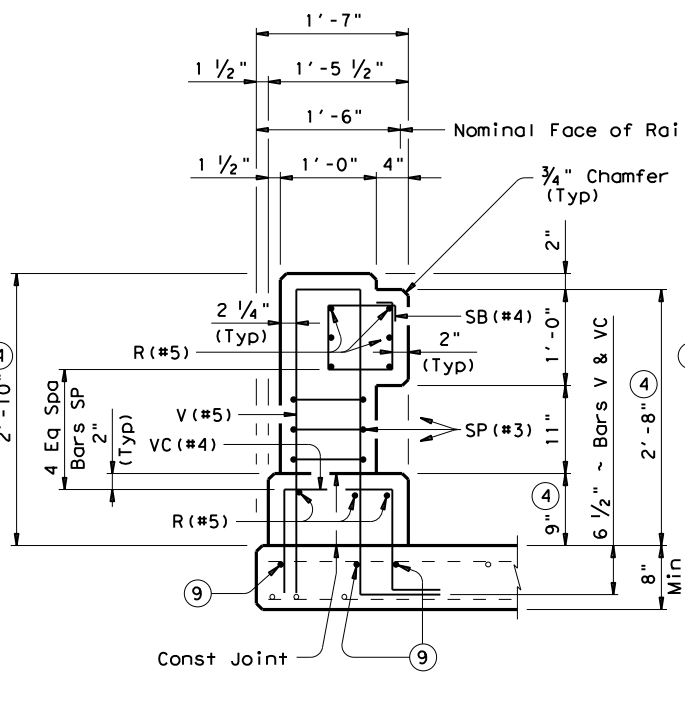 1'-7"
1 ½" 1'-5 ½"
1'-6"
Nominal Face of Rai
1 ½" 1'-0" 4"
¾" Chamfer
(Typ)
2"
2 ¼"
(Typ)
SB(#4)
2"
(Typ)
R(#5)
1'-0"
2'-10" 4
4 Eq Spa
Bars SP
2"
(Typ)
V(#5)
VC(#4)
SP(#3)
11"
2'-8" 4
6 ½" ~ Bars V & VC
R(#5)
9" 4
8"
Min
9
Const Joint
9